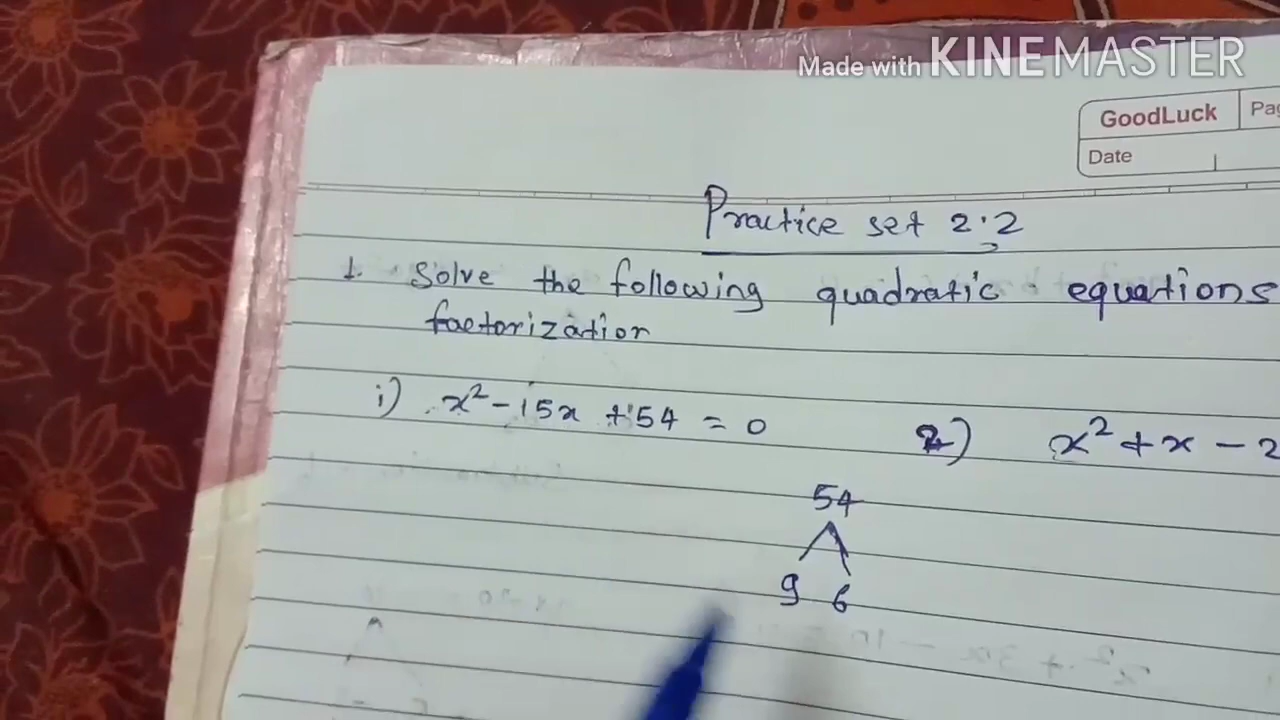 Made with KINEMASTER
GoodLuck
Pag
Date
Practice set 2.2
1. Solve the following quadratic equations
factorization
i) x² - 15x + 54 = 0
2) x² + x - 2
54
9 6